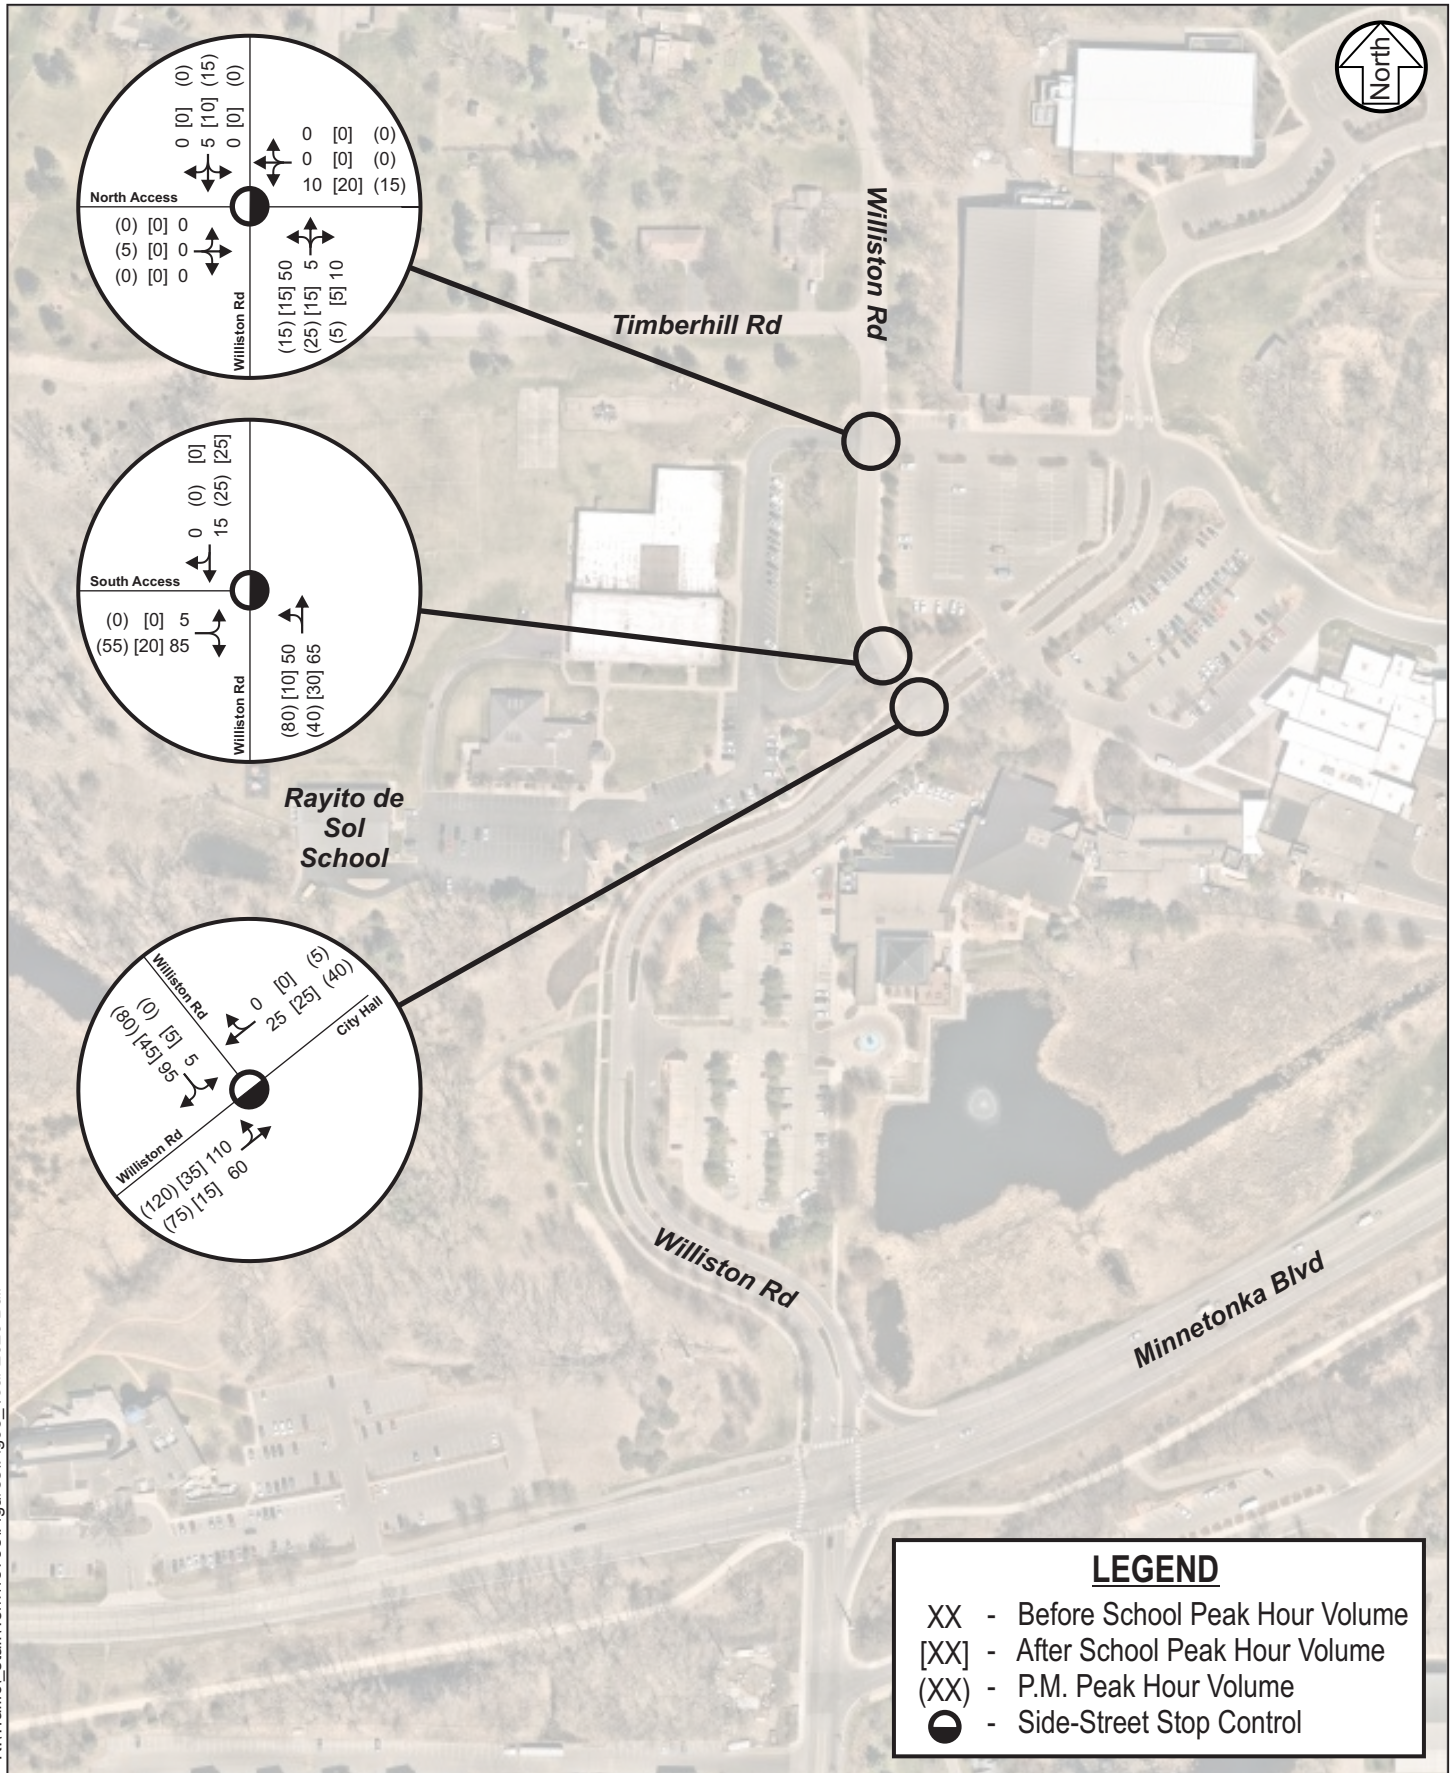 North
0 [0] (0)
5 [10] (15)
0 [0] (0)
0 [0] (0)
0 [0] (0)
10 [20] (15)
North Access
(0) [0] 0
(5) [0] 0
(0) [0] 0
(15) [15] 50
(25) [15] 5
(5) [5] 10
Williston Rd
Williston Rd
Timberhill Rd
0 (0) [0]
15 (25) [25]
South Access
(0) [0] 5
(55) [20] 85
(80) [10] 50
(40) [30] 65
Williston Rd
Rayito de
Sol
School
Williston Rd
0 [0] (5)
25 [25] (40)
City Hall
(0) [5] 5
(80) [45] 95
Williston Rd
(120) [35] 110
(75) [15] 60
Williston Rd
Minnetonka Blvd
LEGEND
XX - Before School Peak Hour Volume
[XX] - After School Peak Hour Volume
(XX) - P.M. Peak Hour Volume
- Side-Street Stop Control